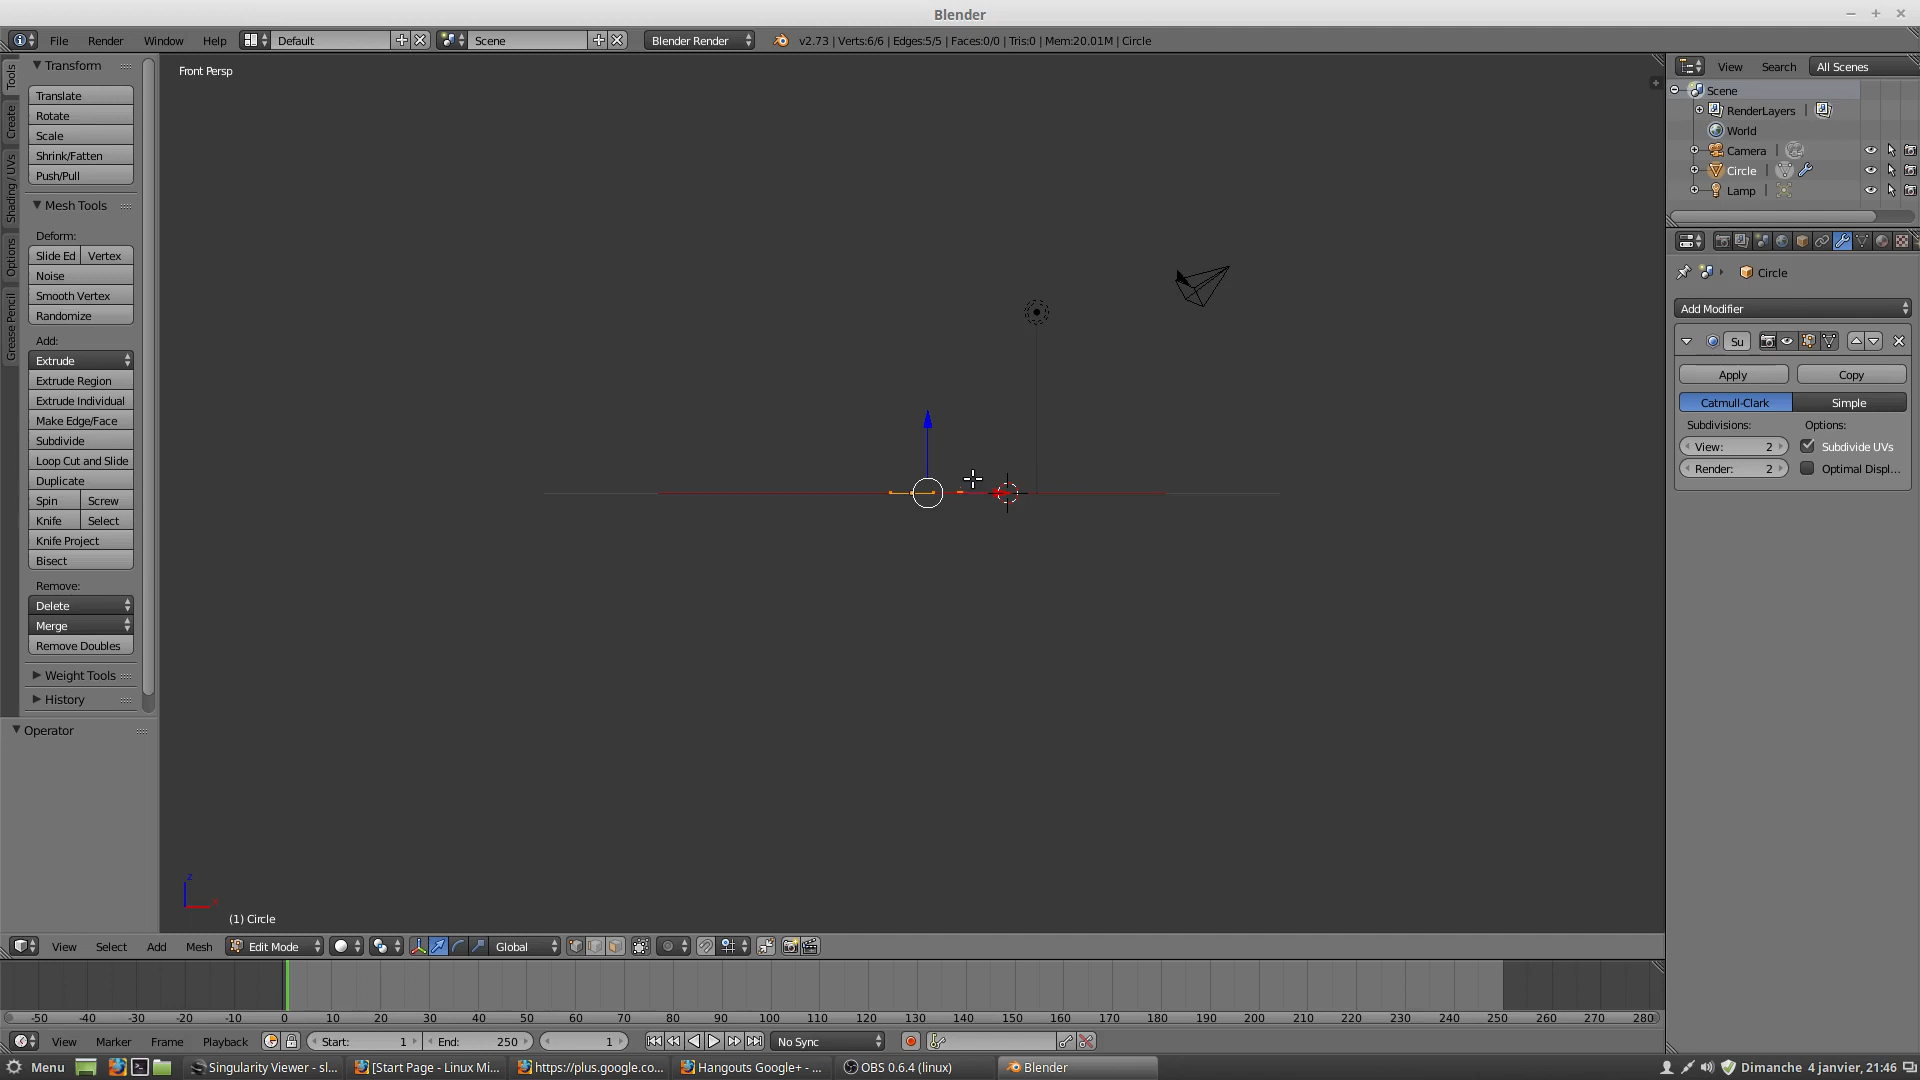 Blender
File Render Window Help Default Scene Blender Render v2.73 | Verts:6/6 | Edges:5/5 | Faces:0/0 | Tris:0 | Mem:20.01M | Circle
Tools
Create
Shading / UVs
Options
Grease Pencil
Transform
Translate
Rotate
Scale
Shrink/Fatten
Push/Pull
Mesh Tools
Deform:
Slide Ed Vertex
Noise
Smooth Vertex
Randomize
Add:
Extrude
Extrude Region
Extrude Individual
Make Edge/Face
Subdivide
Loop Cut and Slide
Duplicate
Spin Screw
Knife Select
Knife Project
Bisect
Remove:
Delete
Merge
Remove Doubles
Weight Tools
History
Operator
Front Persp
z
x
(1) Circle
View Search All Scenes
Scene
RenderLayers |
World
Camera |
Circle |
Lamp |
Circle
Add Modifier
Su
Apply Copy
Catmull-Clark Simple
Subdivisions: Options:
View: 2 Subdivide UVs
Render: 2 Optimal Displ...
View Select Add Mesh Edit Mode Global
-50 -40 -30 -20 -10 0 10 20 30 40 50 60 70 80 90 100 110 120 130 140 150 160 170 180 190 200 210 220 230 240 250 260 270 280
View Marker Frame Playback Start: 1 End: 250 1 No Sync
Menu Singularity Viewer - sl... [Start Page - Linux Mi... https://plus.google.co... Hangouts Google+ - ... OBS 0.6.4 (linux) Blender Dimanche 4 janvier, 21:46